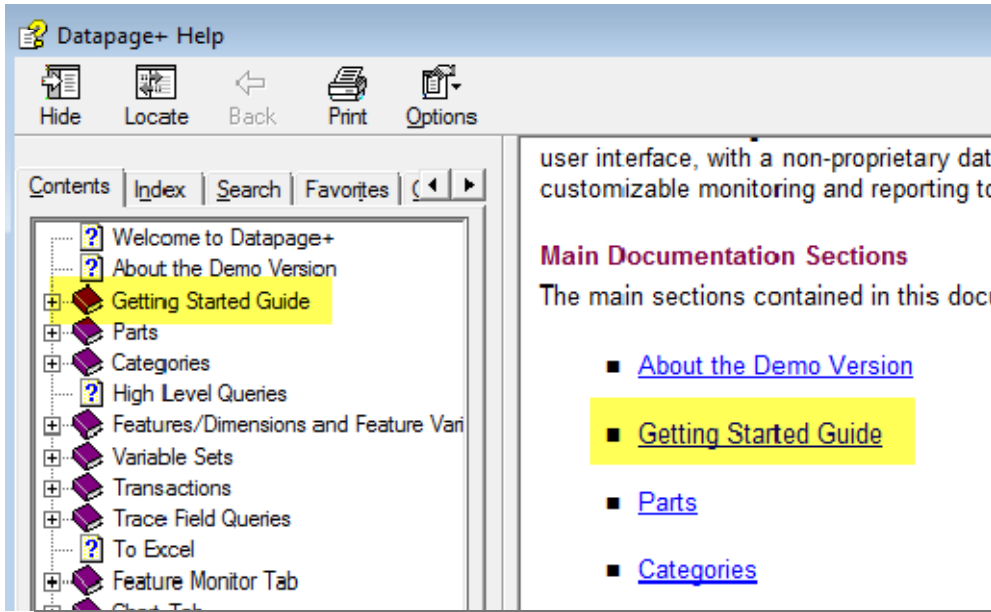 Datapage+ Help
Hide Locate Back Print Options
Contents Index Search Favorites
Welcome to Datapage+
About the Demo Version
Getting Started Guide
Parts
Categories
High Level Queries
Features/Dimensions and Feature Vari
Variable Sets
Transactions
Trace Field Queries
To Excel
Feature Monitor Tab
Chart Tab
user interface, with a non-proprietary dat
customizable monitoring and reporting to
Main Documentation Sections
The main sections contained in this doc
About the Demo Version
Getting Started Guide
Parts
Categories